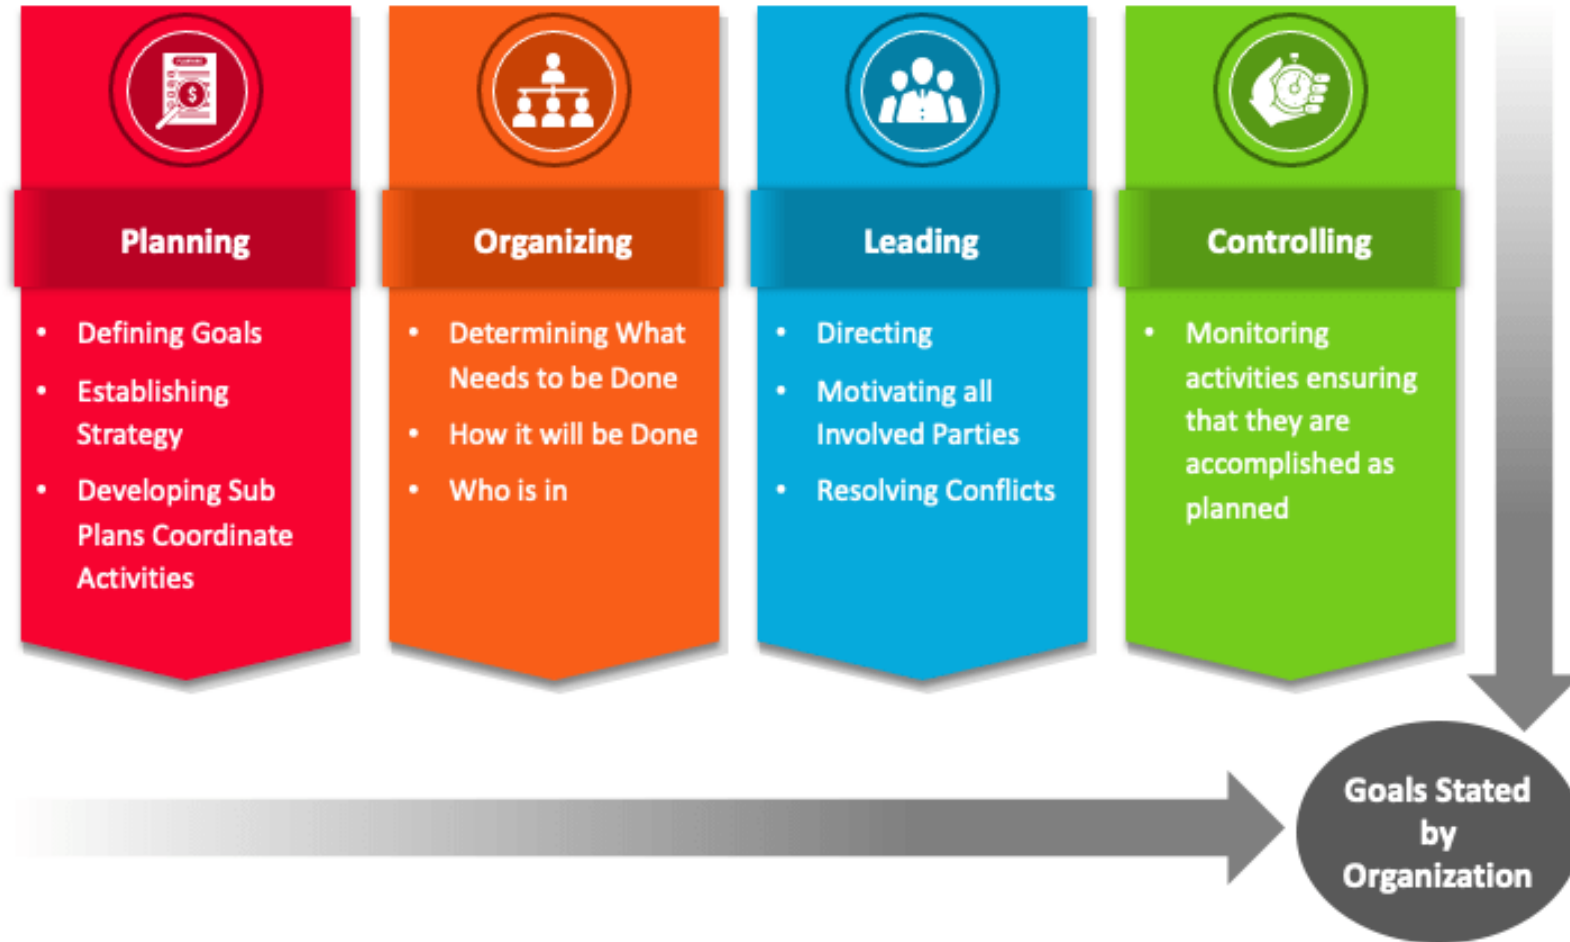 Planning
• Defining Goals
• Establishing
Strategy
• Developing Sub
Plans Coordinate
Activities
Organizing
• Determining What
Needs to be Done
• How it will be Done
• Who is in
Leading
• Directing
• Motivating all
Involved Parties
• Resolving Conflicts
Controlling
• Monitoring
activities ensuring
that they are
accomplished as
planned
Goals Stated
by
Organization